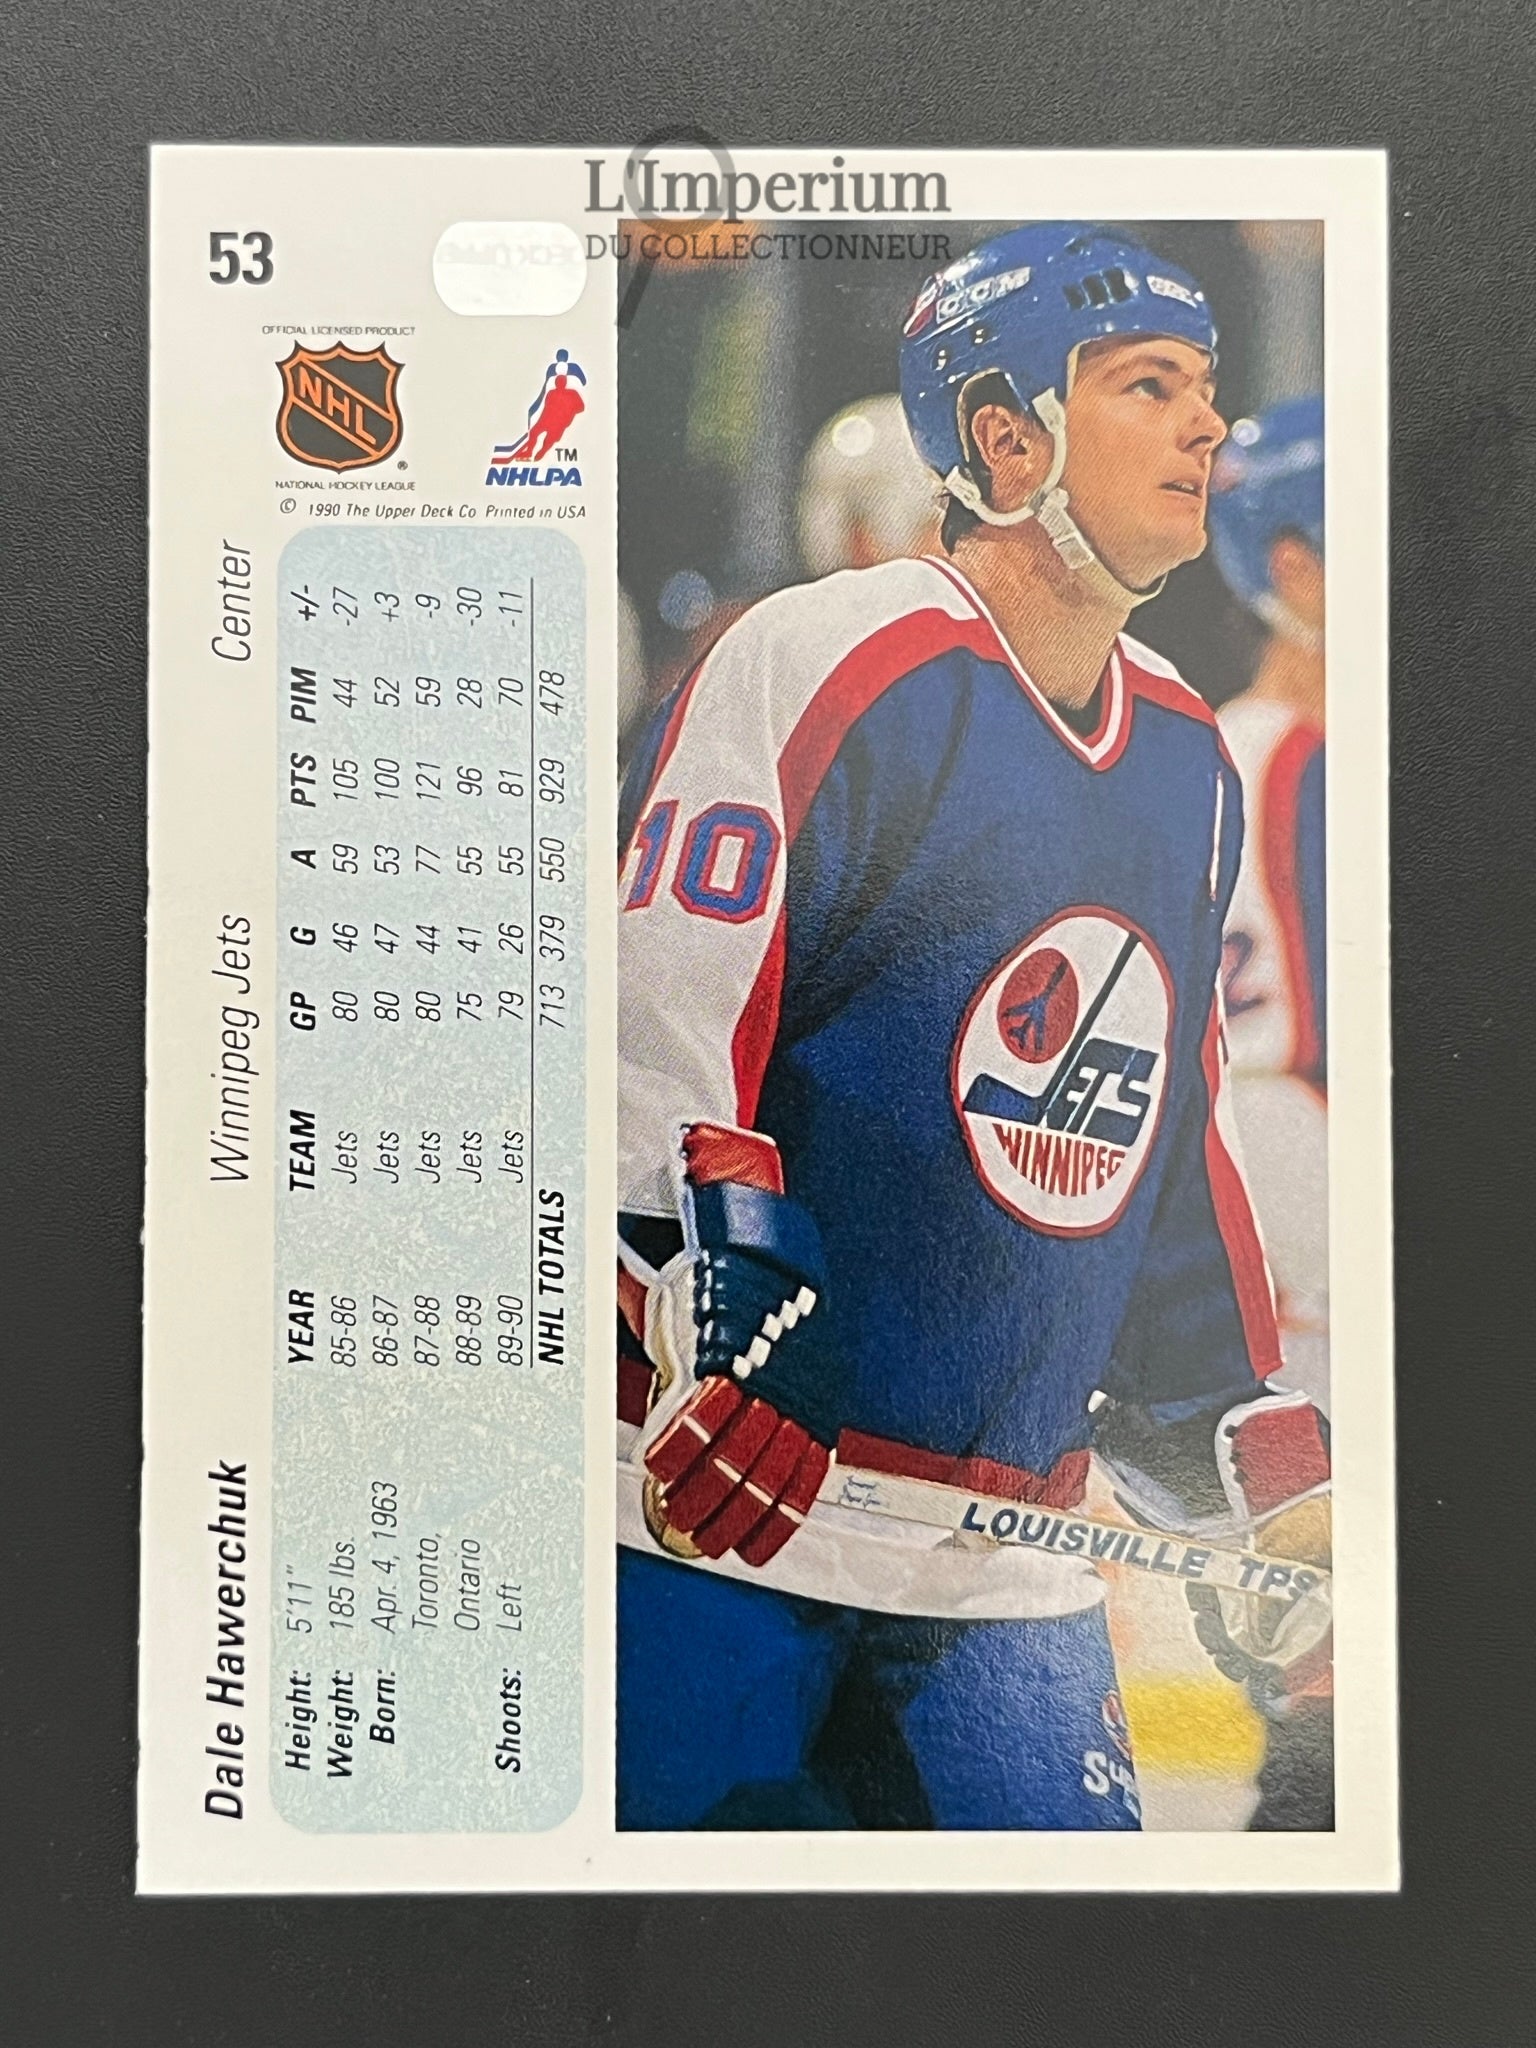 L'Imperium
DU COLLECTIONNEUR
53
OFFICIAL LICENSED PRODUCT
NHL
®
NATIONAL HOCKEY LEAGUE
TM
NHLPA
© 1990 The Upper Deck Co. Printed in USA
Dale Hawerchuk Winnipeg Jets Center
Height: 5'11"
Weight: 185 lbs.
Born: Apr. 4, 1963
Toronto,
Ontario
Shoots: Left
YEAR TEAM GP G A PTS PIM +/-
85-86 Jets 80 46 59 105 44 -27
86-87 Jets 80 47 53 100 52 +3
87-88 Jets 80 44 77 121 59 -9
88-89 Jets 75 41 55 96 28 -30
89-90 Jets 79 26 55 81 70 -11
NHL TOTALS 713 379 550 929 478
CCM
10
JETS
WINNIPEG
2
LOUISVILLE TPS